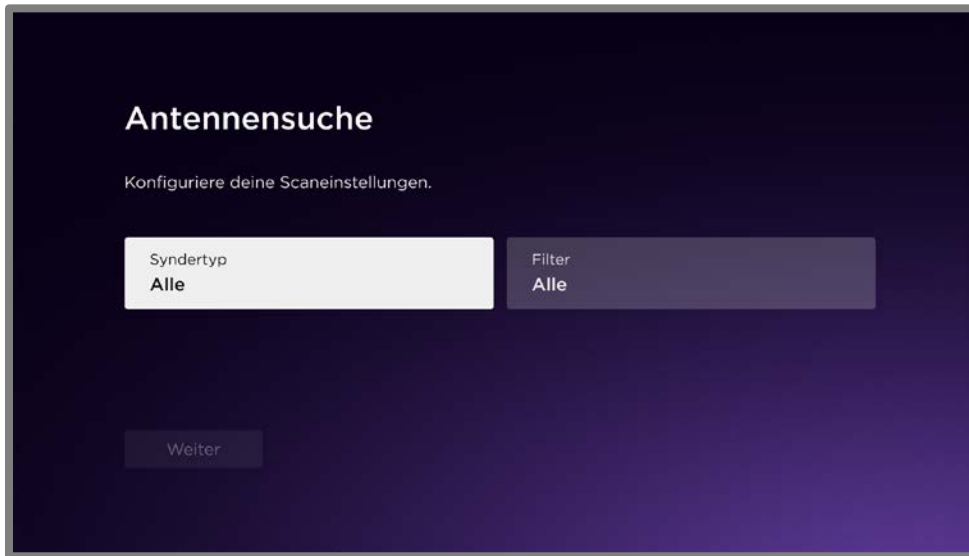 Antennensuche
Konfiguriere deine Scaneinstellungen.
Syndertyp
Alle
Filter
Alle
Weiter